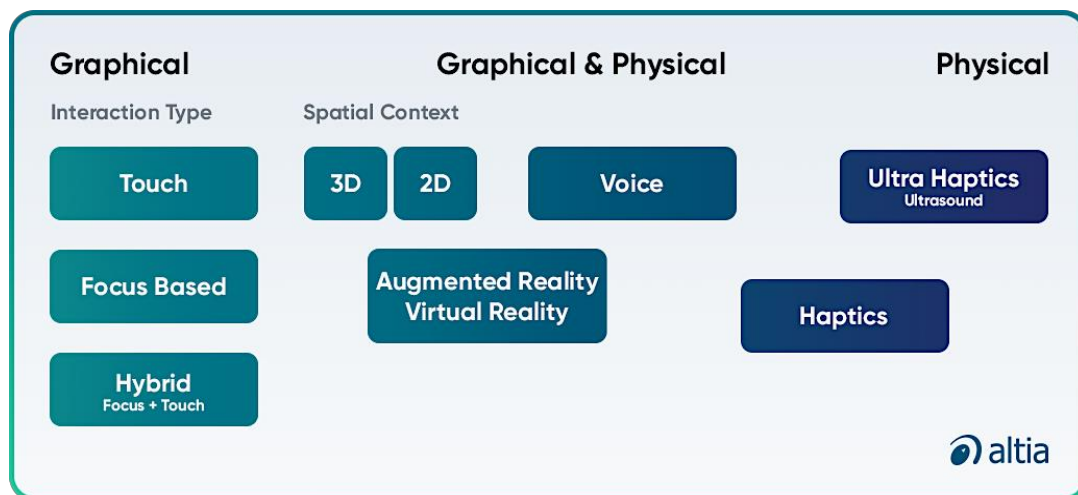 Graphical
Graphical & Physical
Physical
Interaction Type
Spatial Context
Touch
3D
2D
Voice
Ultra Haptics
Ultrasound
Focus Based
Augmented Reality
Virtual Reality
Haptics
Hybrid
Focus + Touch
altia